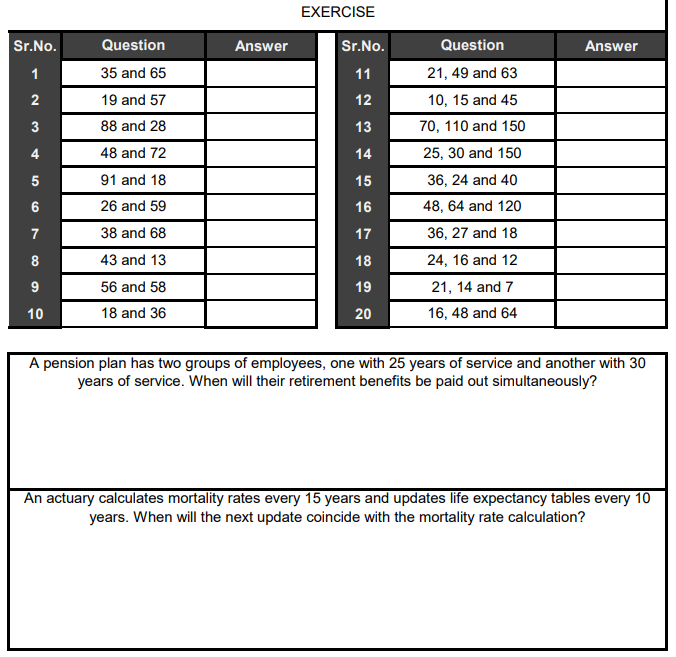 EXERCISE
Sr.No. Question Answer Sr.No. Question Answer
1 35 and 65 11 21, 49 and 63
2 19 and 57 12 10, 15 and 45
3 88 and 28 13 70, 110 and 150
4 48 and 72 14 25, 30 and 150
5 91 and 18 15 36, 24 and 40
6 26 and 59 16 48, 64 and 120
7 38 and 68 17 36, 27 and 18
8 43 and 13 18 24, 16 and 12
9 56 and 58 19 21, 14 and 7
10 18 and 36 20 16, 48 and 64
A pension plan has two groups of employees, one with 25 years of service and another with 30
years of service. When will their retirement benefits be paid out simultaneously?
An actuary calculates mortality rates every 15 years and updates life expectancy tables every 10
years. When will the next update coincide with the mortality rate calculation?